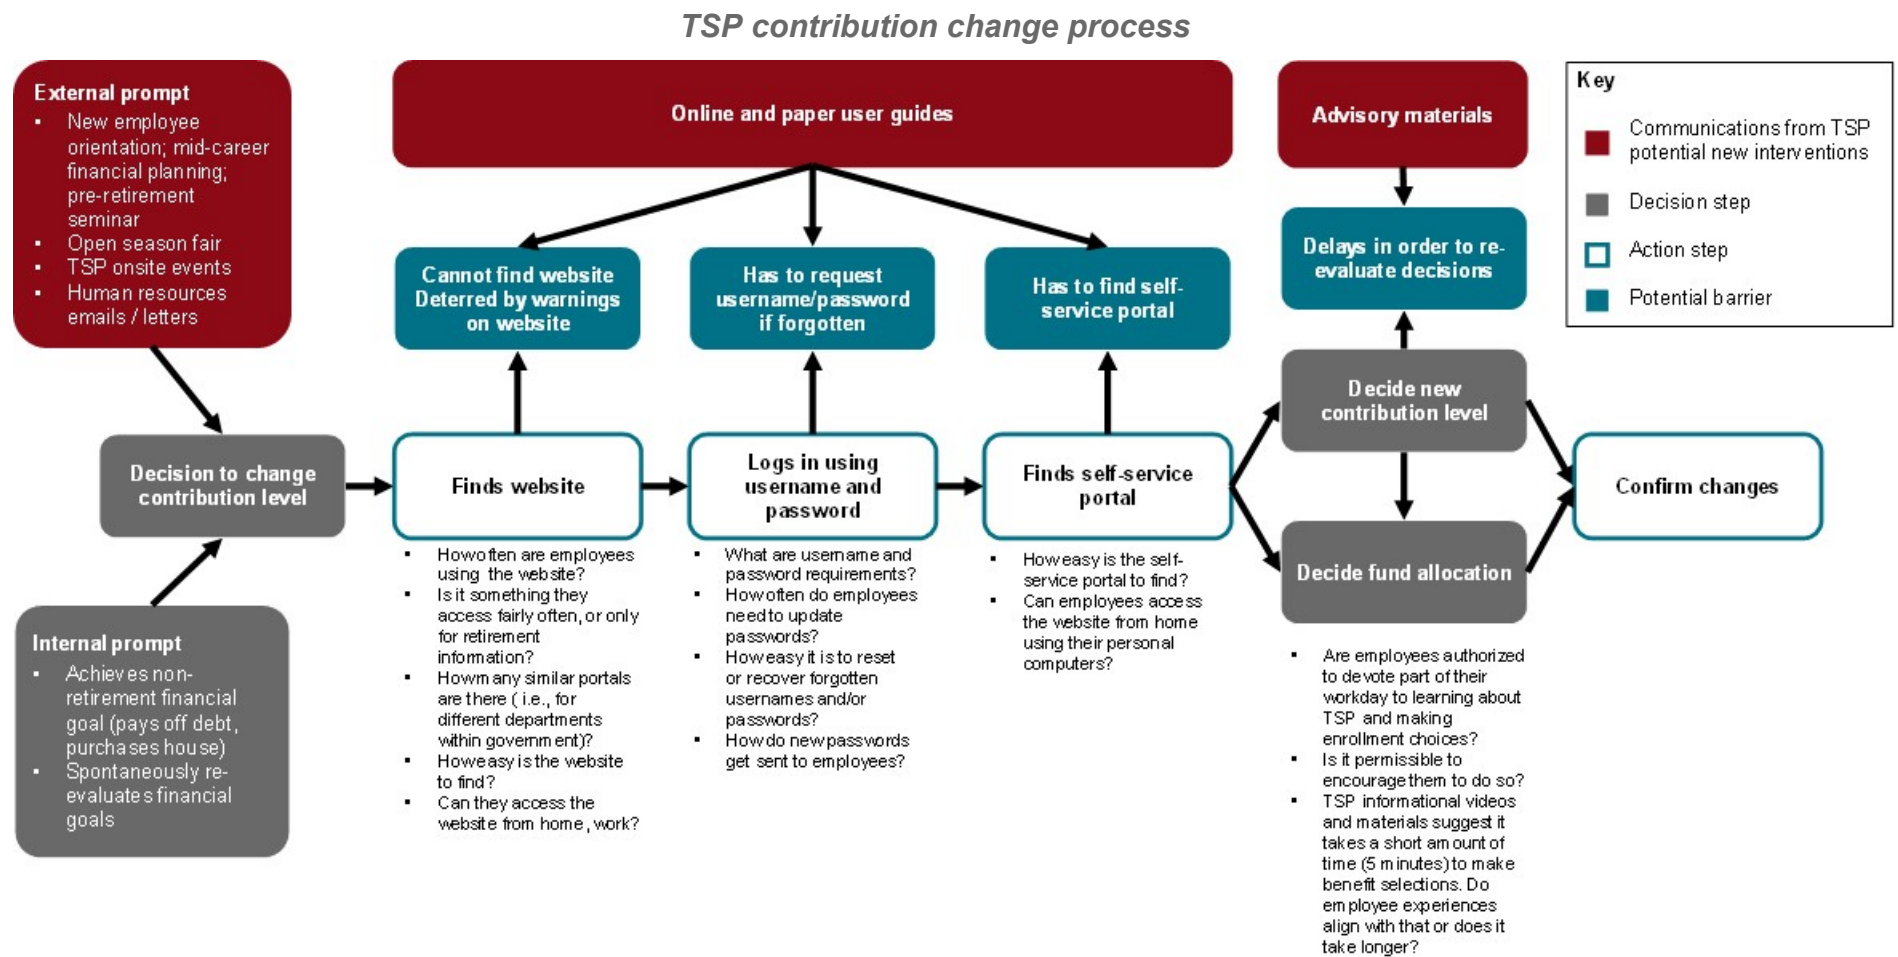 TSP contribution change process
External prompt
▪ New employee
orientation; mid-career
financial planning;
pre-retirement
seminar
▪ Open season fair
▪ TSP onsite events
▪ Human resources
emails / letters
Online and paper user guides
Advisory materials
Key
Communications from TSP
potential new interventions
Decision step
Action step
Potential barrier
Cannot find website
Deterred by warnings
on website
Has to request
username/password
if forgotten
Has to find self-
service portal
Delays in order to re-
evaluate decisions
Decision to change
contribution level
Finds website
Logs in using
username and
password
Finds self-service
portal
Decide new
contribution level
Decide fund allocation
Confirm changes
Internal prompt
▪ Achieves non-
retirement financial
goal (pays off debt,
purchases house)
▪ Spontaneously re-
evaluates financial
goals
▪ How often are employees
using the website?
▪ Is it something they
access fairly often, or only
for retirement
information?
▪ How many similar portals
are there ( i.e., for
different departments
within government)?
▪ How easy is the website
to find?
▪ Can they access the
website from home, work?
▪ What are username and
password requirements?
▪ How often do employees
need to update
passwords?
▪ How easy it is to reset
or recover forgotten
usernames and/or
passwords?
▪ How do new passwords
get sent to employees?
▪ How easy is the self-
service portal to find?
▪ Can employees access
the website from home
using their personal
computers?
▪ Are employees authorized
to devote part of their
workday to learning about
TSP and making
enrollment choices?
▪ Is it permissible to
encourage them to do so?
▪ TSP informational videos
and materials suggest it
takes a short amount of
time (5 minutes) to make
benefit selections. Do
employee experiences
align with that or does it
take longer?